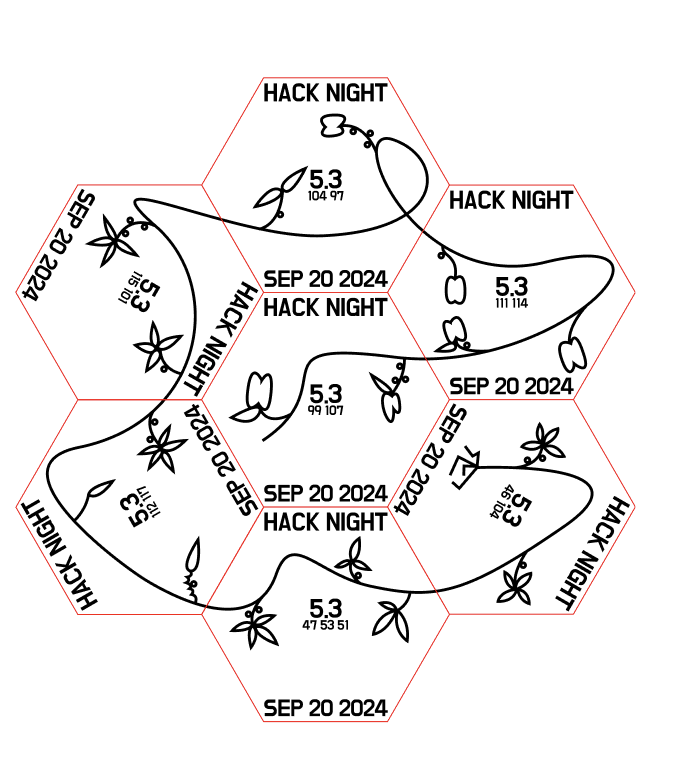 HACK NIGHT
5.3
104 97
SEP 20 2024
SEP 20 2024
5.3
115 101
HACK NIGHT
HACK NIGHT
5.3
111 114
SEP 20 2024
HACK NIGHT
5.3
99 107
SEP 20 2024
SEP 20 2024
5.3
112 117
HACK NIGHT
SEP 20 2024
5.3
46 104
HACK NIGHT
HACK NIGHT
5.3
47 53 51
SEP 20 2024